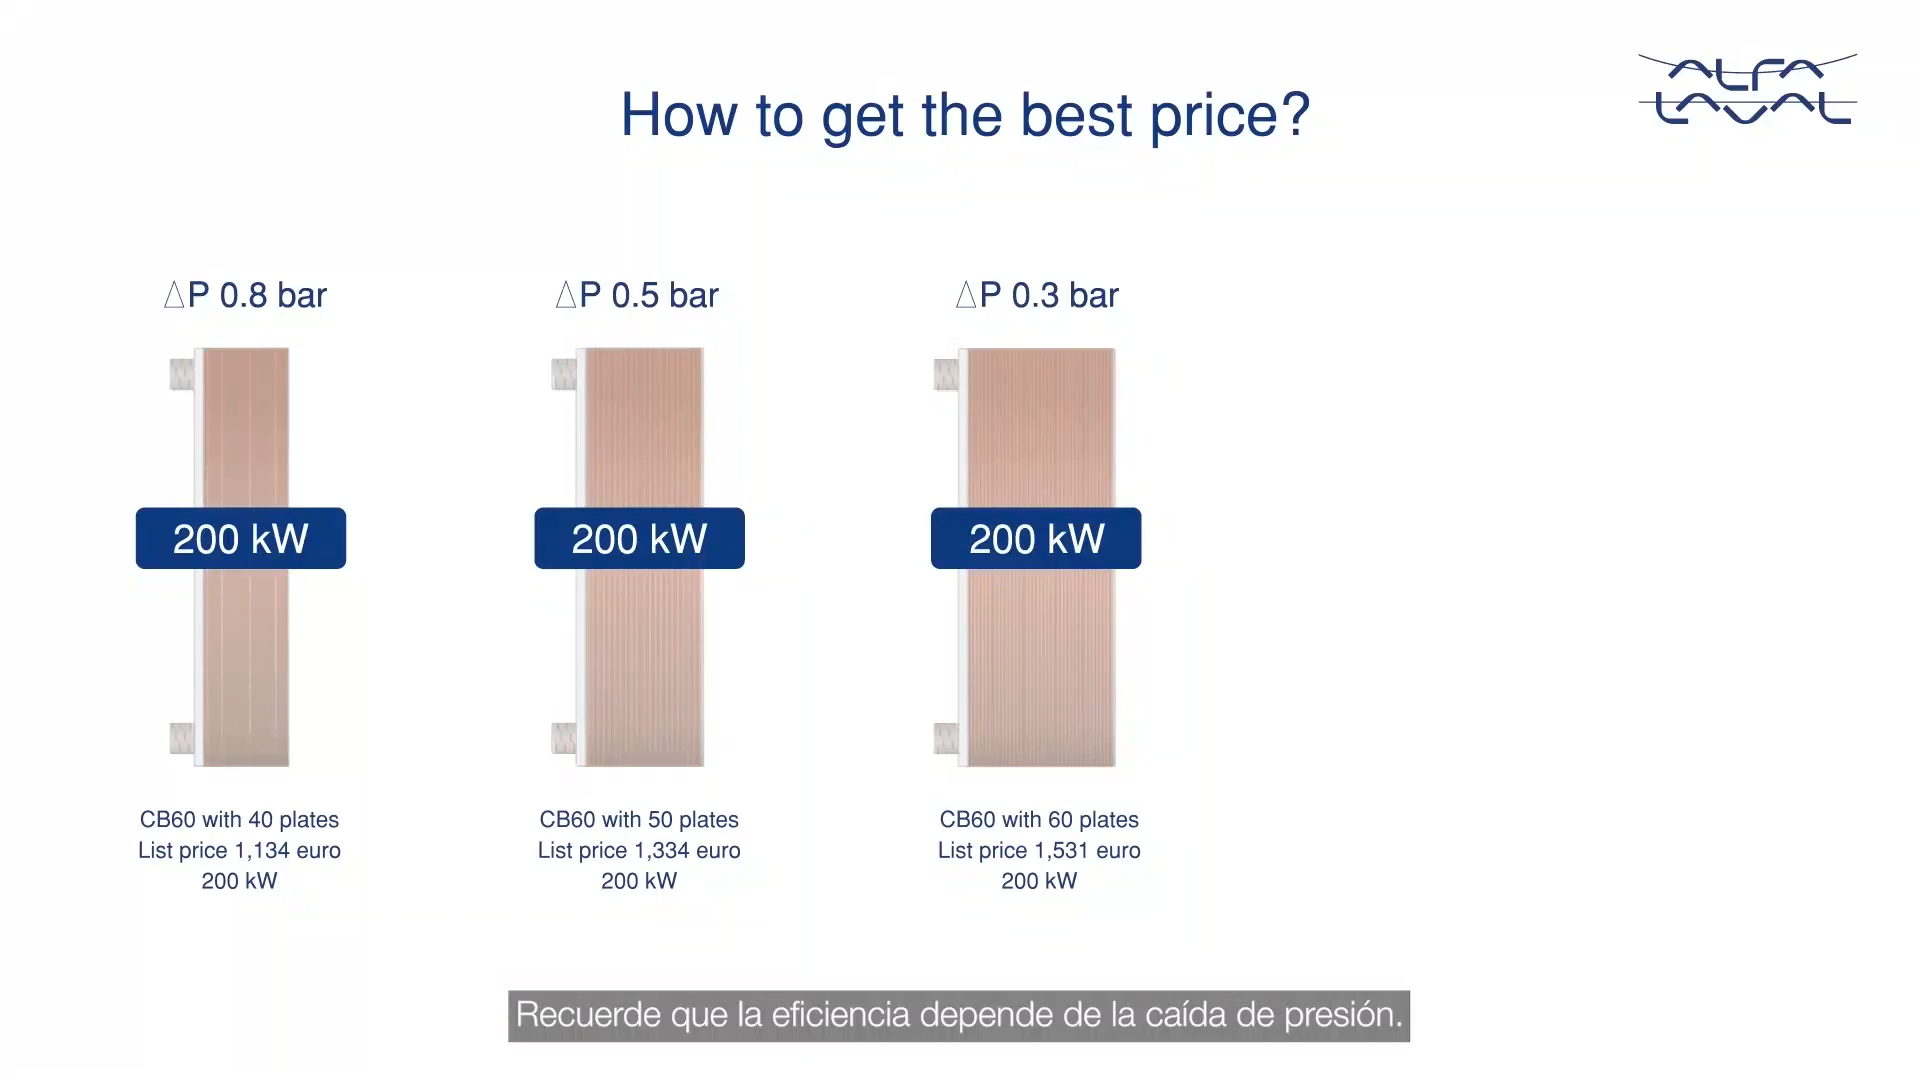 ALFA
LAVAL
How to get the best price?
△P 0.8 bar
△P 0.5 bar
△P 0.3 bar
200 kW
200 kW
200 kW
CB60 with 40 plates
List price 1,134 euro
200 kW
CB60 with 50 plates
List price 1,334 euro
200 kW
CB60 with 60 plates
List price 1,531 euro
200 kW
Recuerde que la eficiencia depende de la caída de presión.